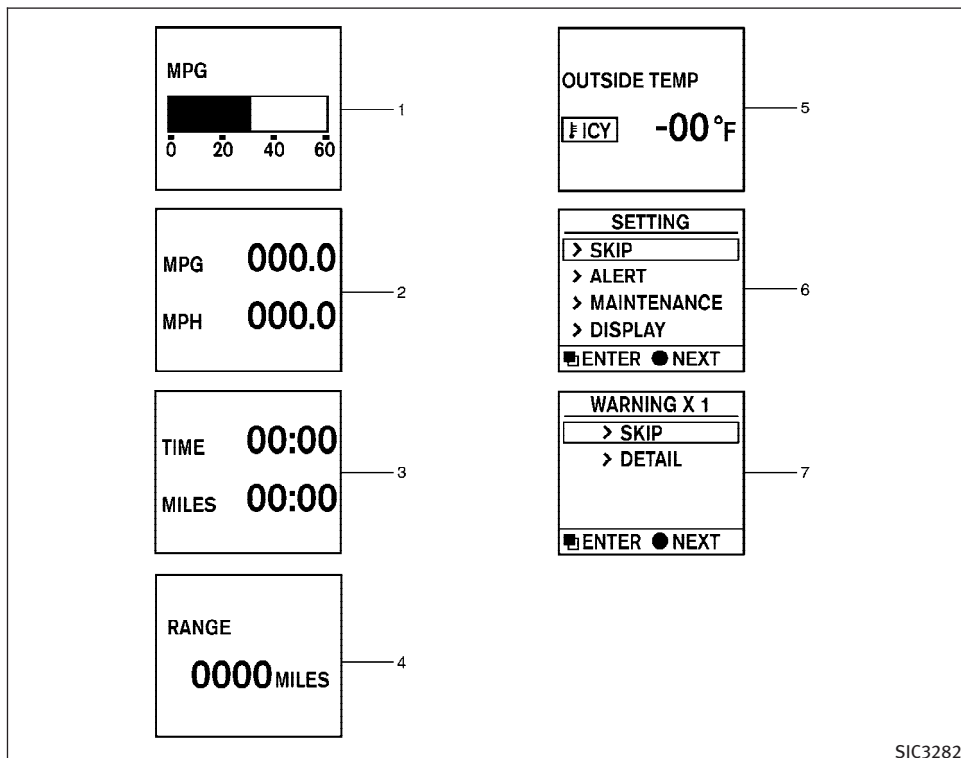 MPG
0 20 40 60
1
MPG 000.0
MPH 000.0
2
TIME 00:00
MILES 00:00
3
RANGE
0000 MILES
4
OUTSIDE TEMP
ICY -00°F
5
SETTING
> SKIP
> ALERT
> MAINTENANCE
> DISPLAY
ENTER NEXT
6
WARNING X 1
> SKIP
> DETAIL
ENTER NEXT
7
SIC3282